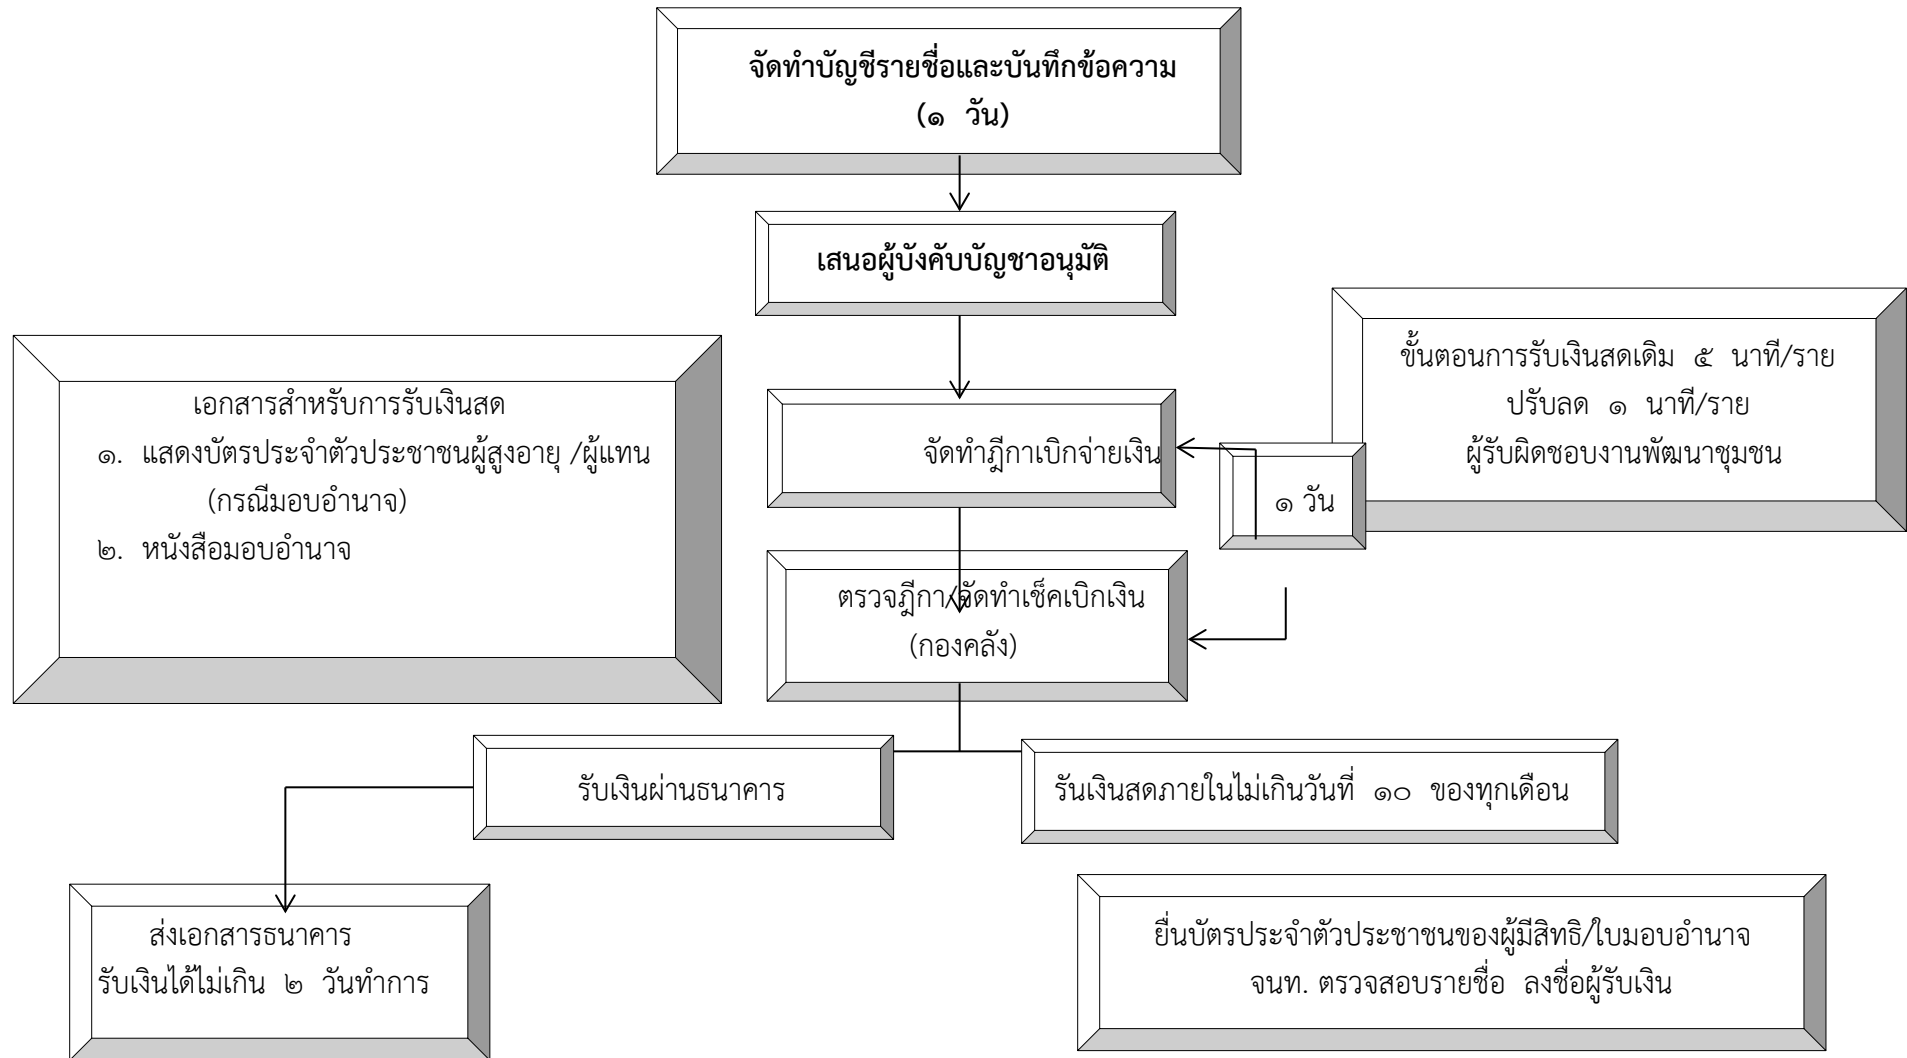 จัดทำบัญชีรายชื่อและบันทึกข้อความ
(๑ วัน)
เสนอผู้บังคับบัญชาอนุมัติ
ขั้นตอนการรับเงินสดเดิม ๕ นาที/ราย
ปรับลด ๑ นาที/ราย
ผู้รับผิดชอบงานพัฒนาชุมชน
เอกสารสำหรับการรับเงินสด
๑. แสดงบัตรประจำตัวประชาชนผู้สูงอายุ /ผู้แทน
(กรณีมอบอำนาจ)
๒. หนังสือมอบอำนาจ
จัดทำฎีกาเบิกจ่ายเงิน
๑ วัน
ตรวจฎีกา/จัดทำเช็คเบิกเงิน
(กองคลัง)
รับเงินผ่านธนาคาร
รันเงินสดภายในไม่เกินวันที่ ๑๐ ของทุกเดือน
ส่งเอกสารธนาคาร
รับเงินได้ไม่เกิน ๒ วันทำการ
ยื่นบัตรประจำตัวประชาชนของผู้มีสิทธิ/ใบมอบอำนาจ
จนท. ตรวจสอบรายชื่อ ลงชื่อผู้รับเงิน